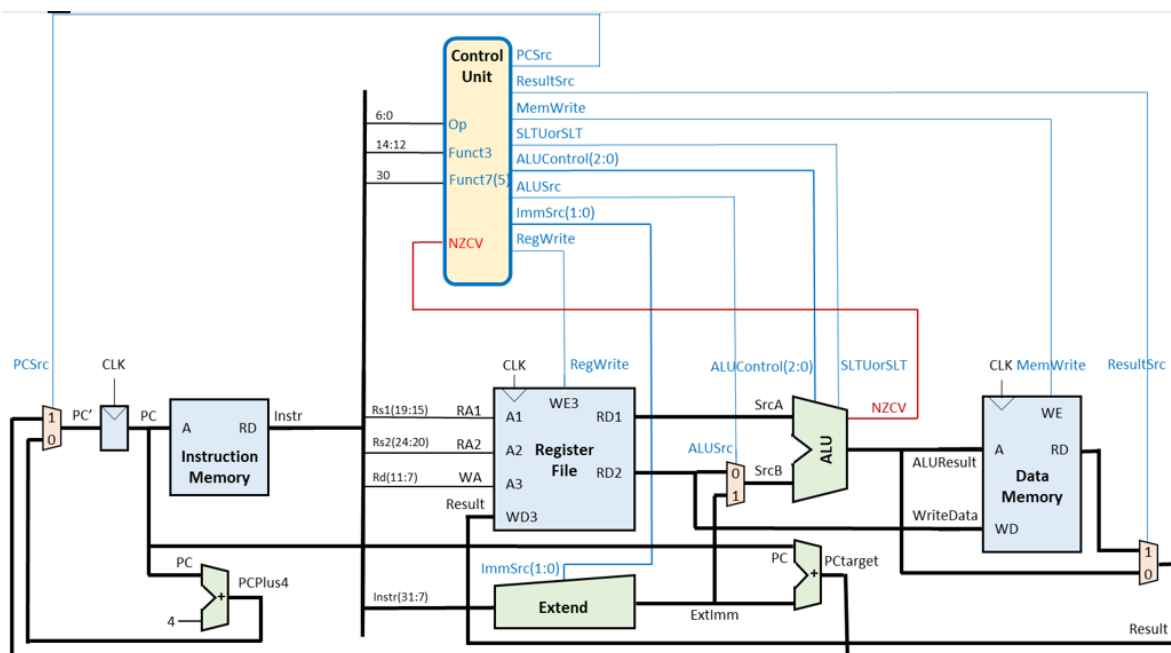 Control
Unit
PCSrc
ResultSrc
MemWrite
SLTUorSLT
ALUControl(2:0)
ALUSrc
ImmSrc(1:0)
RegWrite
6:0
Op
14:12
Funct3
30
Funct7(5)
NZCV
PCSrc
CLK
CLK
RegWrite
ALUControl(2:0)
SLTUorSLT
CLK
MemWrite
ResultSrc
1
0
PC'
PC
A
RD
Instruction
Memory
Instr
Rs1(19:15)
RA1
Rs2(24:20)
RA2
Rd(11:7)
WA
Result
A1
A2
A3
WD3
WE3
RD1
RD2
Register
File
SrcA
ALUSrc
0
1
SrcB
ALU
NZCV
ALUResult
WriteData
WE
A
RD
Data
Memory
WD
1
0
PC
4
+
PCPlus4
ImmSrc(1:0)
Instr(31:7)
Extend
ExtImm
PC
+
PCtarget
Result